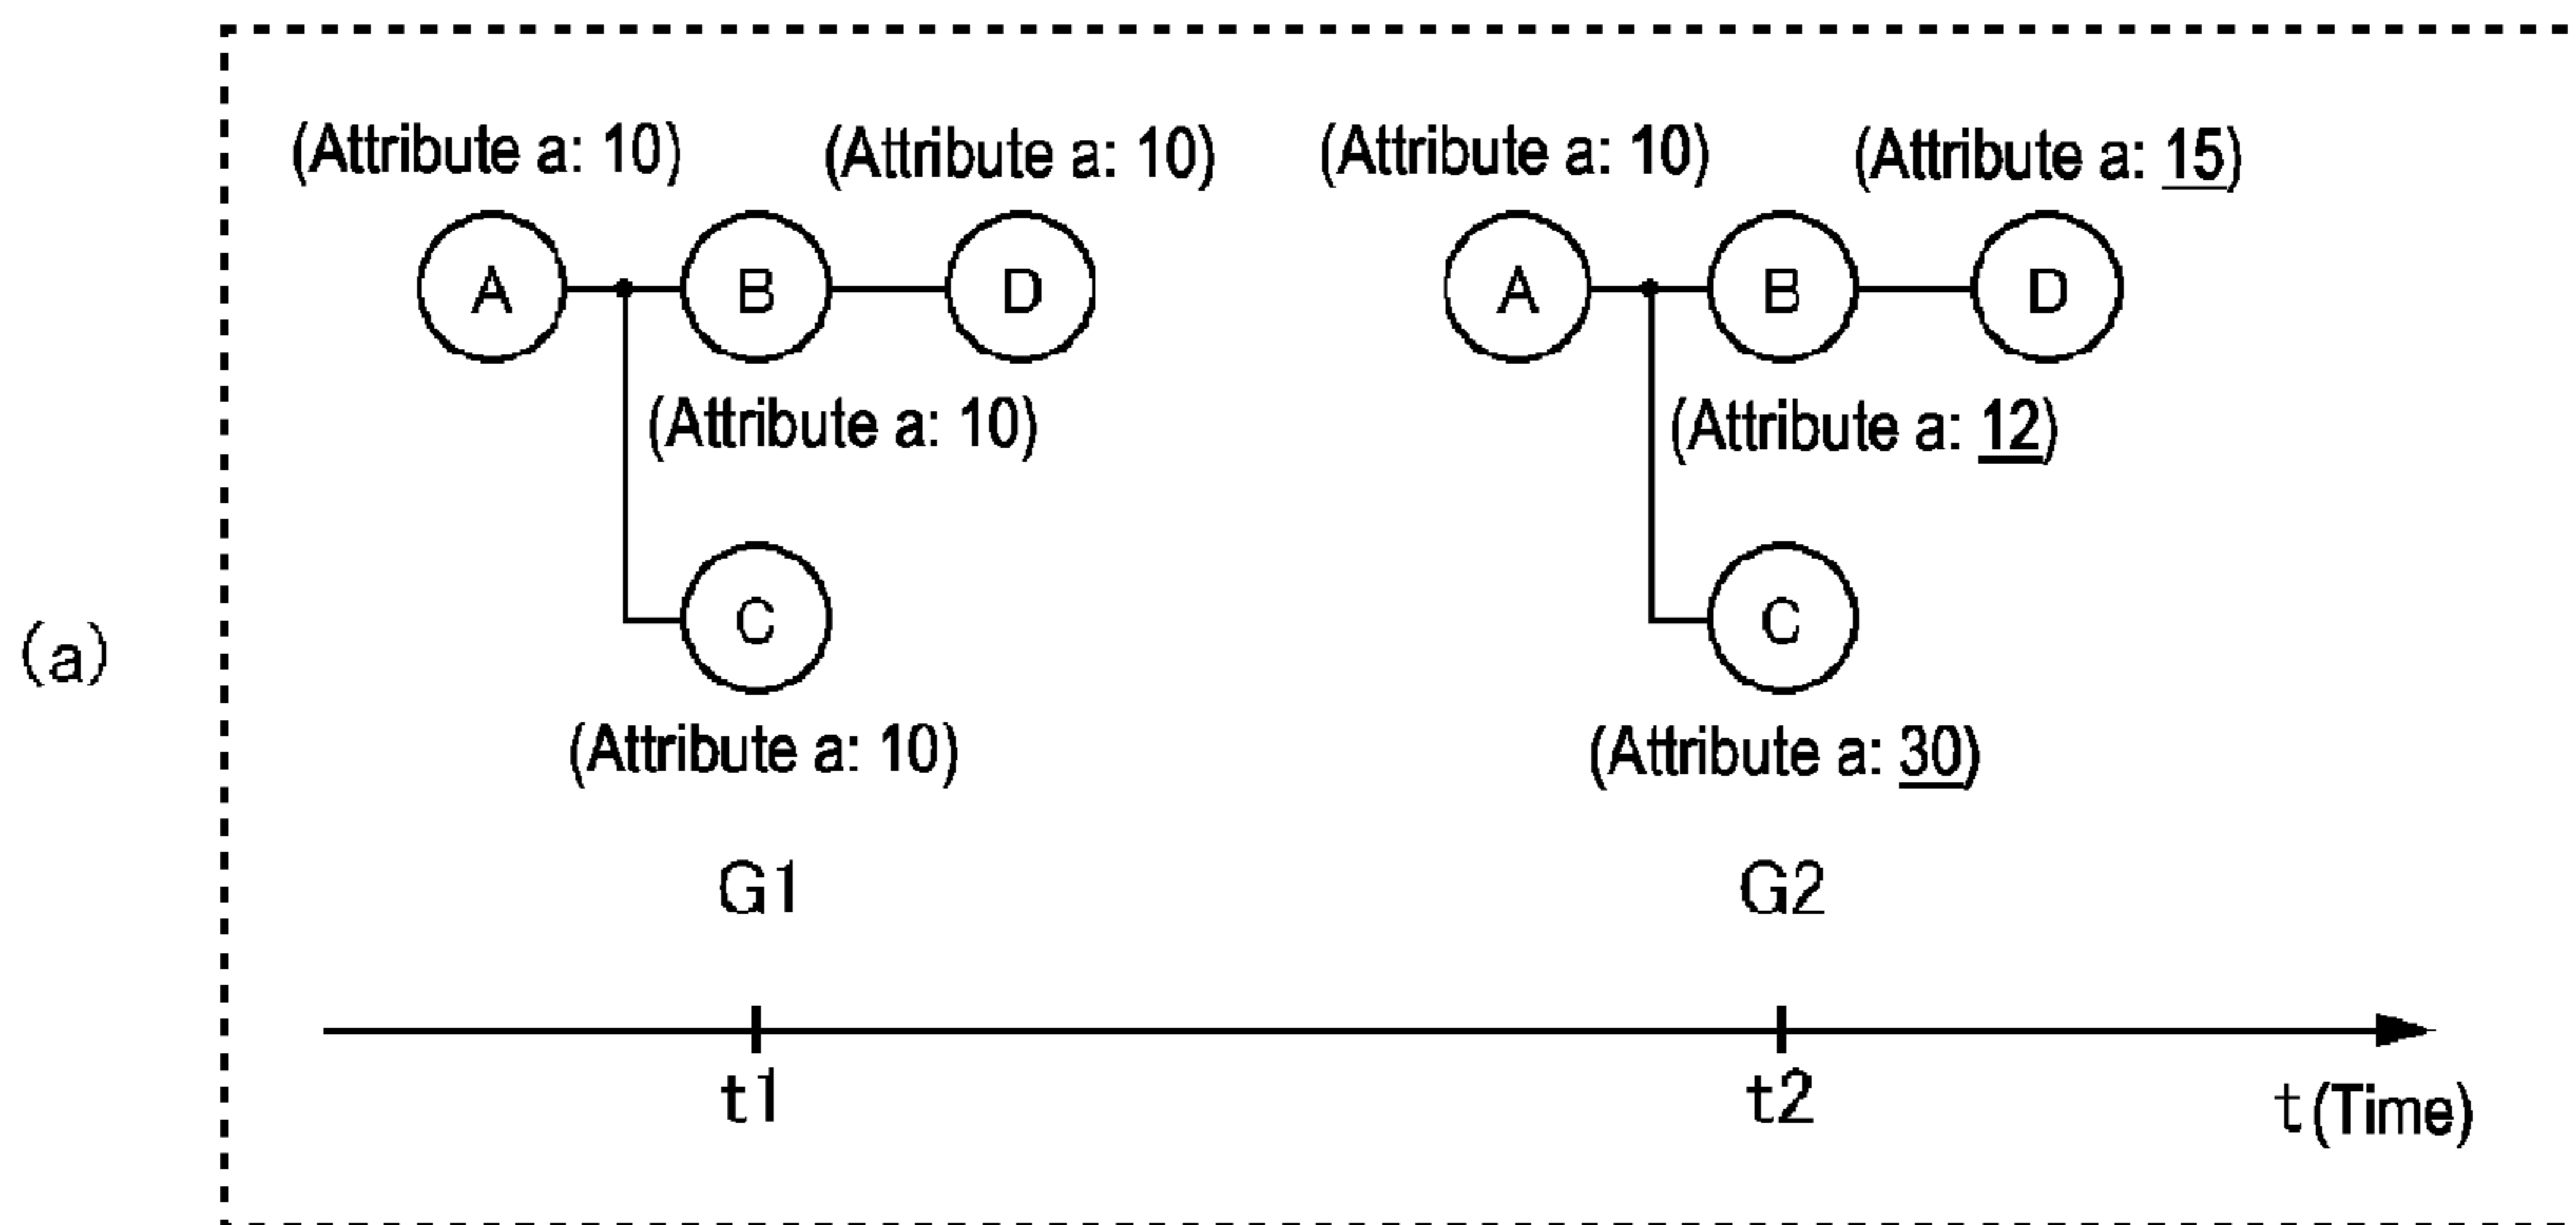 (Attribute a: 10) (Attribute a: 10) (Attribute a: 10) (Attribute a: 15)
A B D A B D
(Attribute a: 10) (Attribute a: 12)
C C
(a)
(Attribute a: 10) (Attribute a: 30)
G1 G2
t1 t2 t(Time)